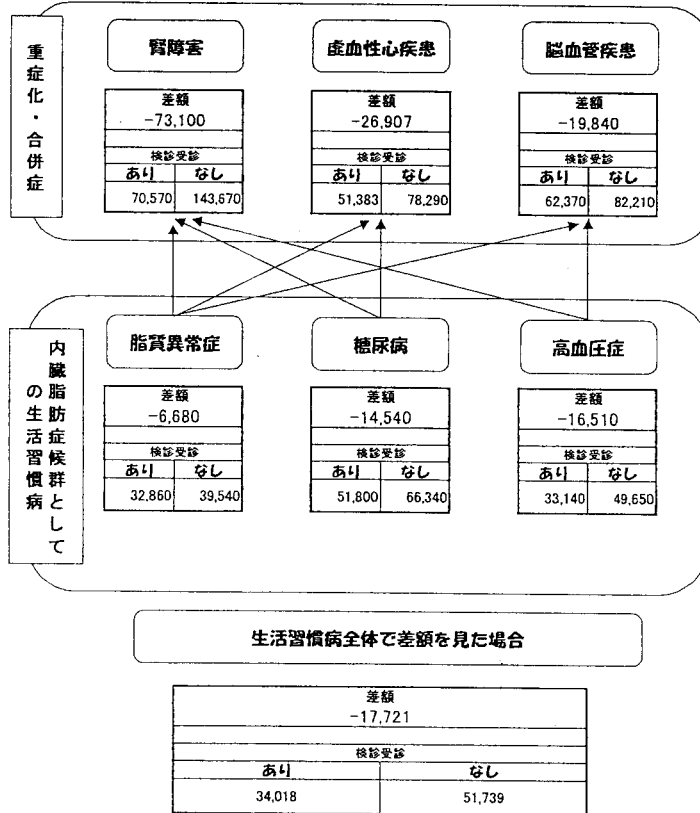 重症化・合併症
腎障害
虚血性心疾患
脳血管疾患
差額
-73,100
検診受診
あり なし
70,570 143,670
差額
-26,907
検診受診
あり なし
51,383 78,290
差額
-19,840
検診受診
あり なし
62,370 82,210
内臓脂肪症候群として
の生活習慣病
脂質異常症
糖尿病
高血圧症
差額
-6,680
検診受診
あり なし
32,860 39,540
差額
-14,540
検診受診
あり なし
51,800 66,340
差額
-16,510
検診受診
あり なし
33,140 49,650
生活習慣病全体で差額を見た場合
差額
-17,721
検診受診
あり なし
34,018 51,739